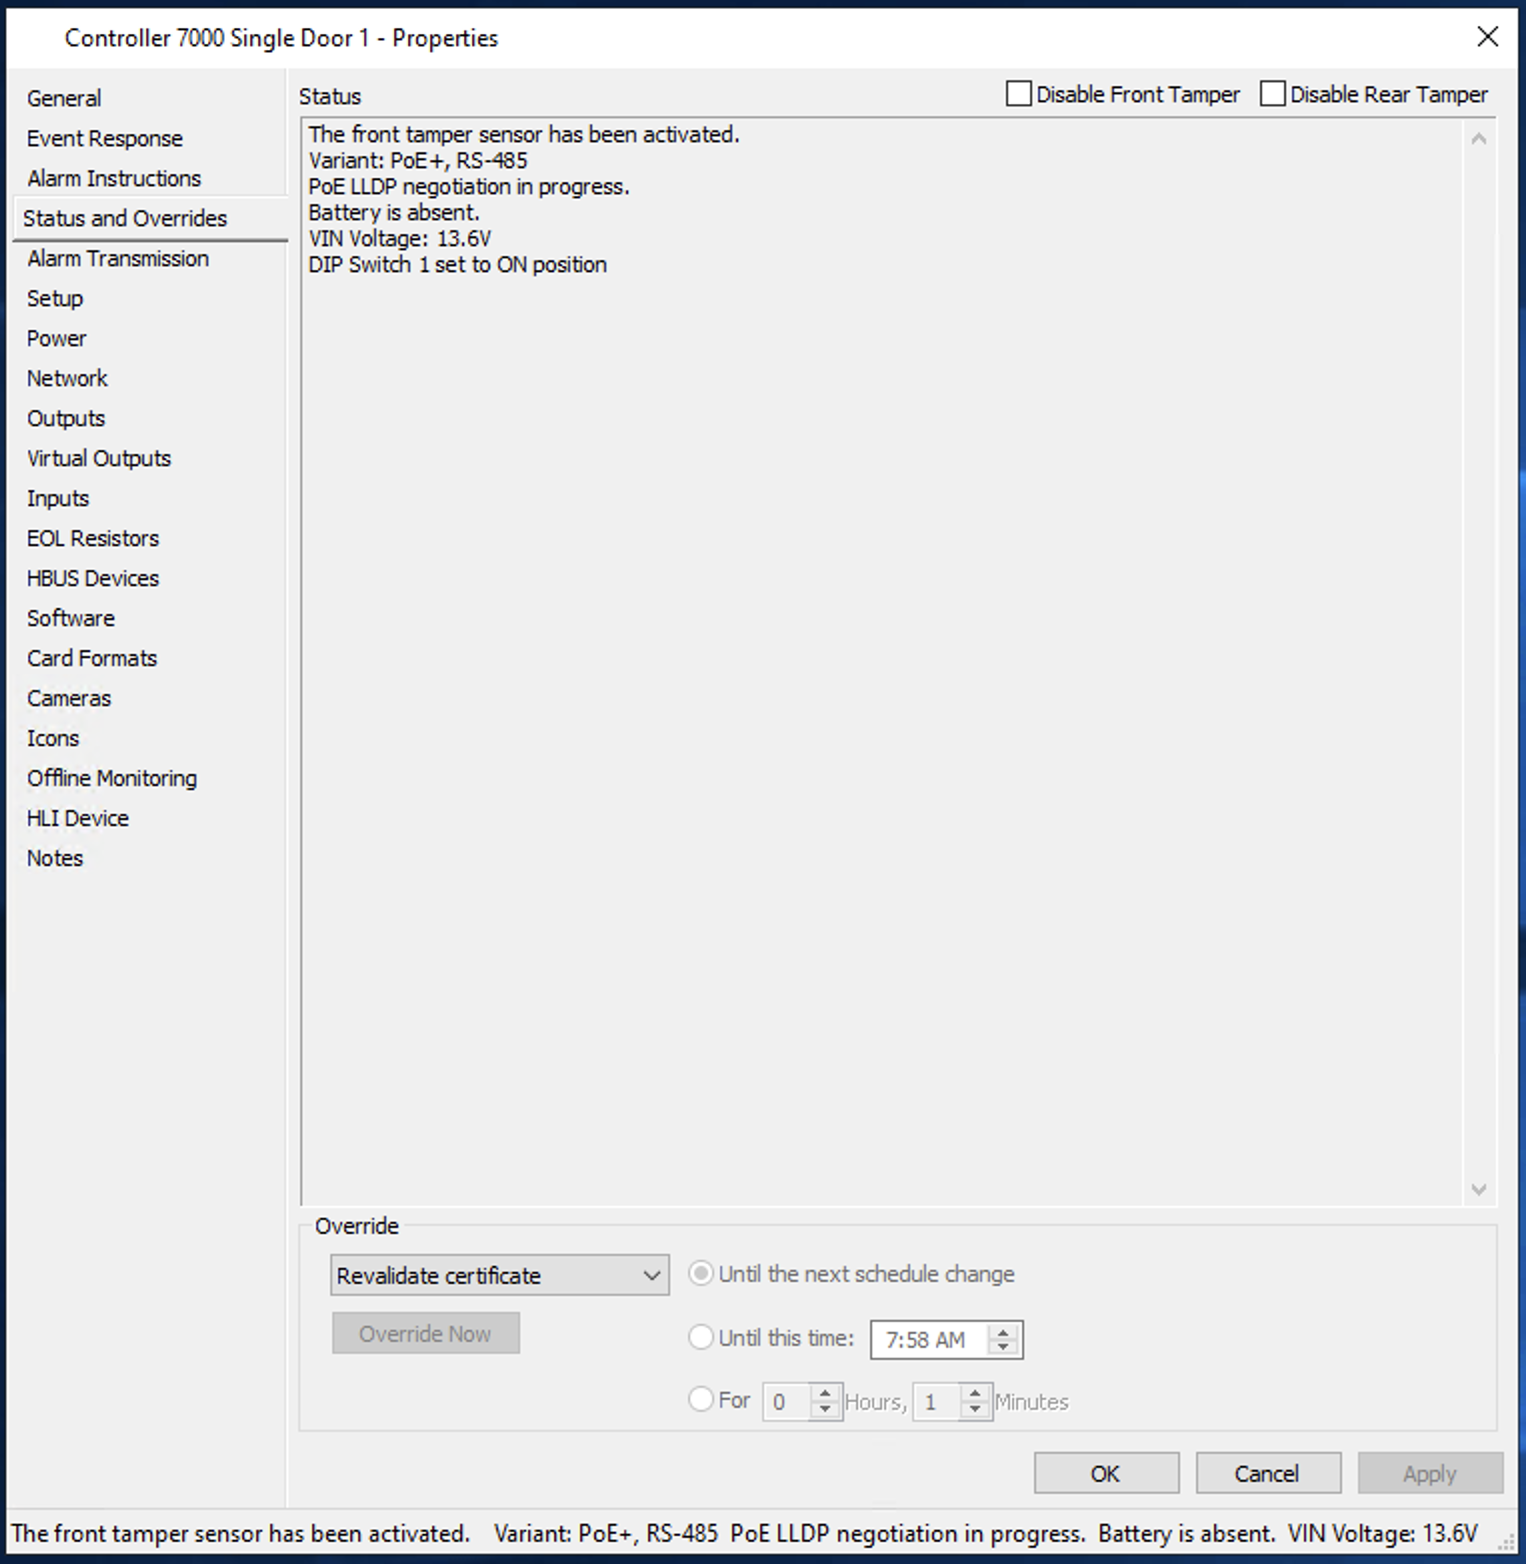 Controller 7000 Single Door 1 - Properties
General
Event Response
Alarm Instructions
Status and Overrides
Alarm Transmission
Setup
Power
Network
Outputs
Virtual Outputs
Inputs
EOL Resistors
HBUS Devices
Software
Card Formats
Cameras
Icons
Offline Monitoring
HLI Device
Notes
Status
Disable Front Tamper
Disable Rear Tamper
The front tamper sensor has been activated.
Variant: PoE+, RS-485
PoE LLDP negotiation in progress.
Battery is absent.
VIN Voltage: 13.6V
DIP Switch 1 set to ON position
Override
Revalidate certificate
Override Now
Until the next schedule change
Until this time: 7:58 AM
For 0 Hours, 1 Minutes
OK
Cancel
Apply
The front tamper sensor has been activated. Variant: PoE+, RS-485 PoE LLDP negotiation in progress. Battery is absent. VIN Voltage: 13.6V